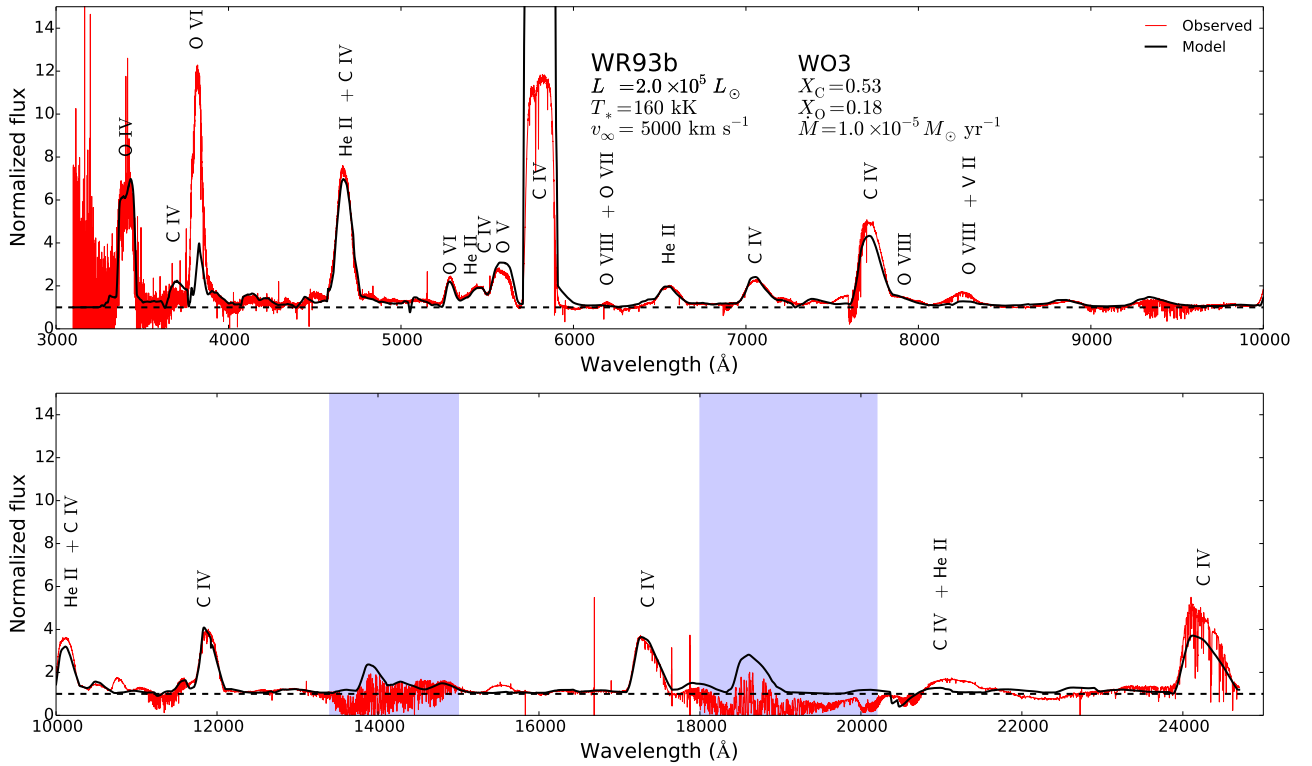 Normalized flux
14
12
10
8
6
4
2
0
3000 4000 5000 6000 7000 8000 9000 10000
Wavelength (Å)
O IV
C IV
O VI
He II + C IV
O VI
He II
C IV
O V
C IV
O VIII + O VII
He II
C IV
C IV
O VIII
O VIII + V II
WR93b WO3
L =2.0 ×10⁵ L☉ X_C=0.53
T_*=160 kK X_O=0.18
v_∞= 5000 km s⁻¹ Ṁ=1.0×10⁻⁵ M☉ yr⁻¹
Observed
Model
Normalized flux
14
12
10
8
6
4
2
0
10000 12000 14000 16000 18000 20000 22000 24000
Wavelength (Å)
He II + C IV
C IV
C IV
C IV + He II
C IV